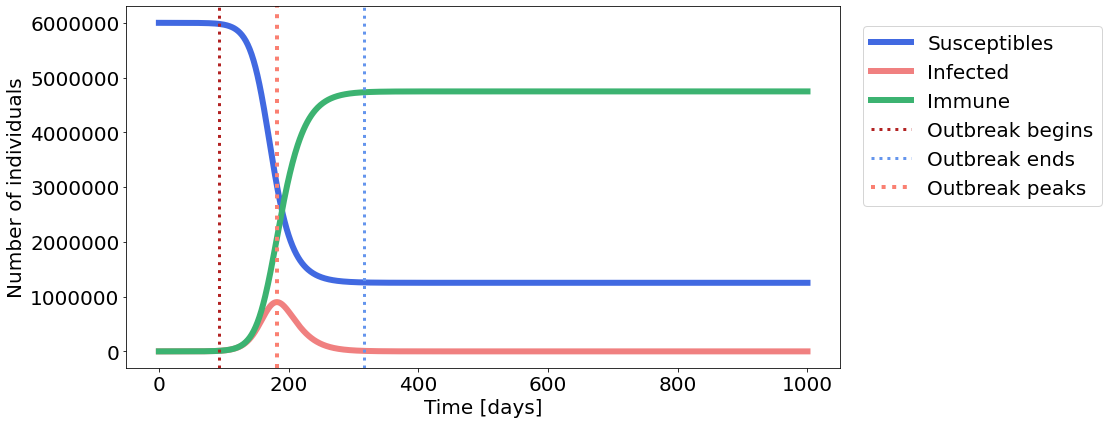 6000000
5000000
4000000
3000000
2000000
1000000
0
Number of individuals
0 200 400 600 800 1000
Time [days]
Susceptibles
Infected
Immune
Outbreak begins
Outbreak ends
Outbreak peaks